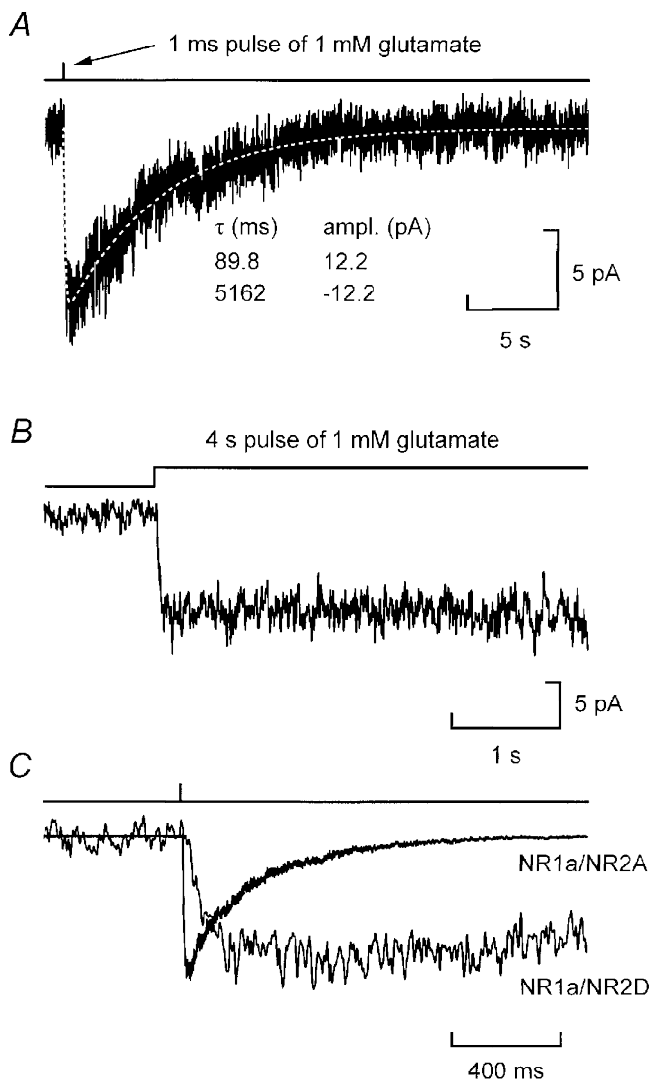 A
1 ms pulse of 1 mM glutamate
τ (ms) ampl. (pA)
89.8 12.2
5162 -12.2
5 pA
5 s
B
4 s pulse of 1 mM glutamate
5 pA
1 s
C
NR1a/NR2A
NR1a/NR2D
400 ms